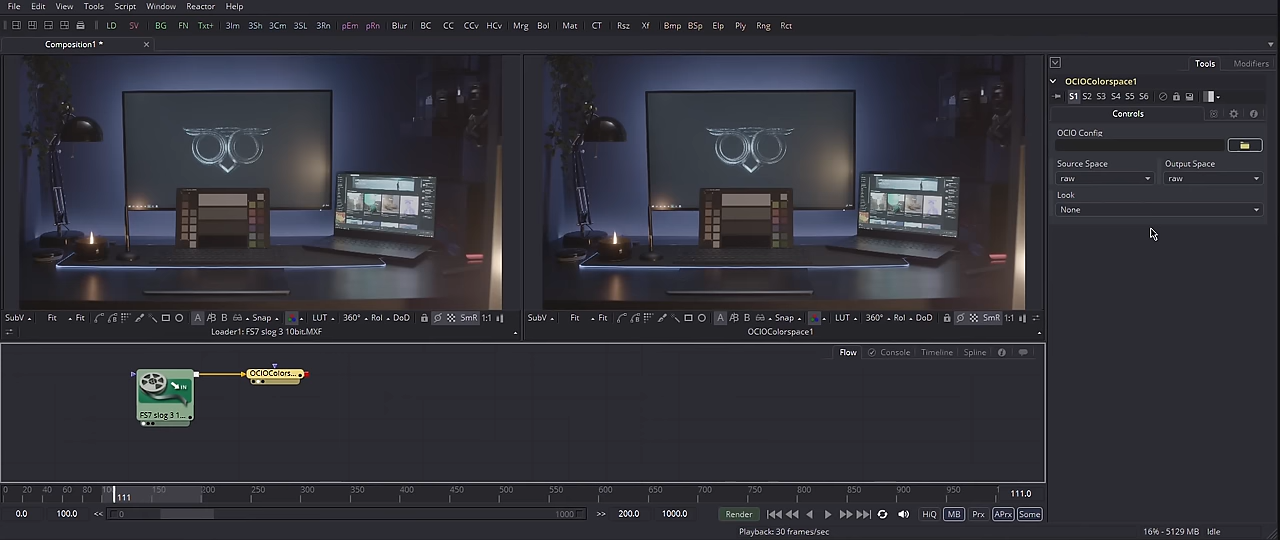 File Edit View Tools Script Window Reactor Help
LD SV BG FN Txt+ 3Im 3Sh 3Cm 3SL 3Rn pEm pRn Blur BC CC CCv HCv Mrg Bol Mat CT Rsz Xf Bmp BSp Elp Ply Rng Rct
Composition1 *
Tools Modifiers
OCIOColorspace1
S1 S2 S3 S4 S5 S6
Controls
OCIO Config
Source Space Output Space
raw raw
Look
None
SubV Fit Fit A A/B B Snap LUT 360° RoI DoD SmR 1:1
SubV Fit Fit A A/B B Snap LUT 360° RoI DoD SmR 1:1
Loader1: FS7 slog 3 10bit.MXF
OCIOColorspace1
Flow Console Timeline Spline
OCIOColors...
IN
FS7 slog 3 1...
0 20 40 60 80 100 150 200 250 300 350 400 450 500 550 600 650 700 750 800 850 900 950 1
111
111.0
0.0 100.0 << 0 1000 >> 200.0 1000.0 Render HiQ MB Prx APrx Some
Playback: 30 frames/sec
16% - 5129 MB Idle